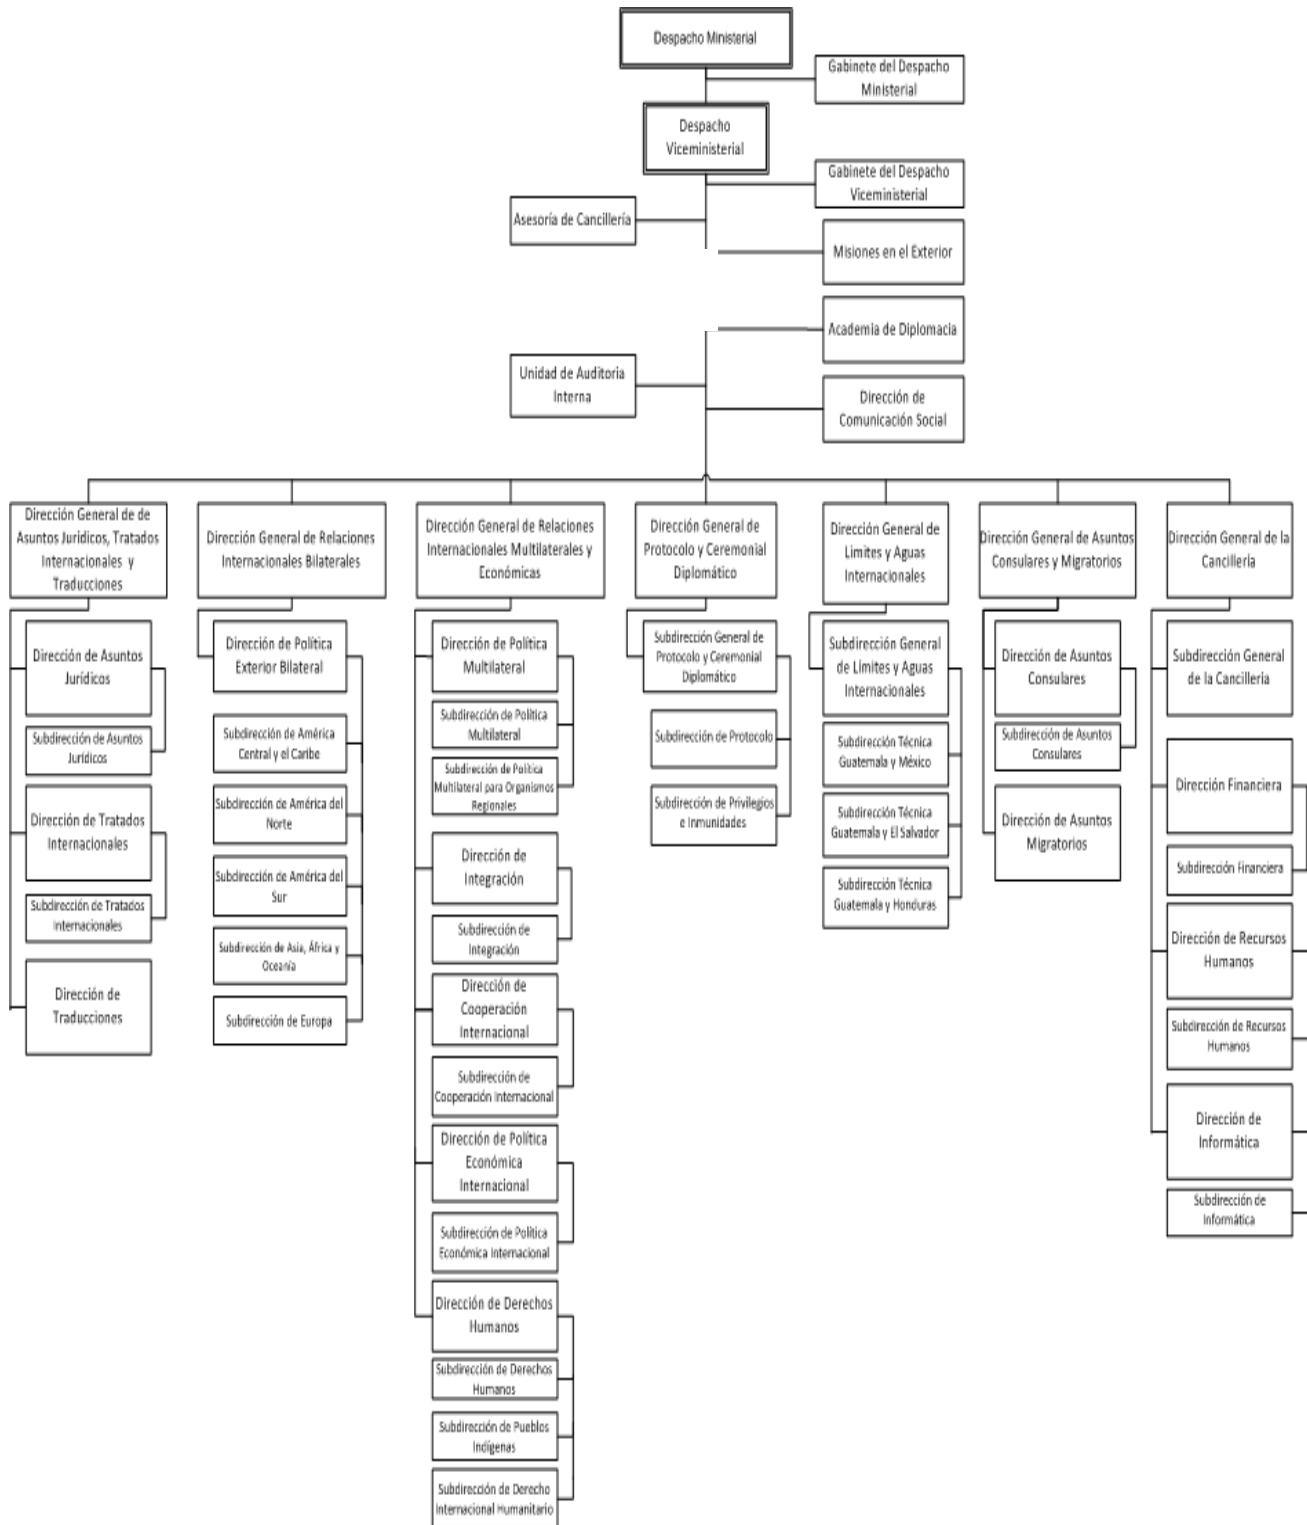 Despacho Ministerial
Gabinete del Despacho
Ministerial
Despacho
Viceministerial
Gabinete del Despacho
Viceministerial
Asesoría de Cancillería
Misiones en el Exterior
Academia de Diplomacia
Unidad de Auditoria
Interna
Dirección de
Comunicación Social
Dirección General de de
Asuntos Jurídicos, Tratados
Internacionales y
Traducciones
Dirección General de Relaciones
Internacionales Bilaterales
Dirección General de Relaciones
Internacionales Multilaterales y
Económicas
Dirección General de
Protocolo y Ceremonial
Diplomático
Dirección General de
Limites y Aguas
Internacionales
Dirección General de Asuntos
Consulares y Migratorios
Dirección General de la
Cancillería
Dirección de Asuntos
Jurídicos
Subdirección de Asuntos
Jurídicos
Dirección de Tratados
Internacionales
Subdirección de Tratados
Internacionales
Dirección de
Traducciones
Dirección de Política
Exterior Bilateral
Subdirección de América
Central y el Caribe
Subdirección de América del
Norte
Subdirección de América del
Sur
Subdirección de Asia, África y
Oceanía
Subdirección de Europa
Dirección de Política
Multilateral
Subdirección de Política
Multilateral
Subdirección de Política
Multilateral para Organismos
Regionales
Dirección de
Integración
Subdirección de
Integración
Dirección de
Cooperación
Internacional
Subdirección de
Cooperación Internacional
Dirección de Política
Económica
Internacional
Subdirección de Política
Económica Internacional
Dirección de Derechos
Humanos
Subdirección de Derechos
Humanos
Subdirección de Pueblos
Indígenas
Subdirección de Derecho
Internacional Humanitario
Subdirección General de
Protocolo y Ceremonial
Diplomático
Subdirección de Protocolo
Subdirección de Privilegios
e Inmunidades
Subdirección General
de Limites y Aguas
Internacionales
Subdirección Técnica
Guatemala y México
Subdirección Técnica
Guatemala y El Salvador
Subdirección Técnica
Guatemala y Honduras
Dirección de Asuntos
Consulares
Subdirección de Asuntos
Consulares
Dirección de Asuntos
Migratorios
Subdirección General
de la Cancillería
Dirección Financiera
Subdirección Financiera
Dirección de Recursos
Humanos
Subdirección de Recursos
Humanos
Dirección de
Informática
Subdirección de
Informática